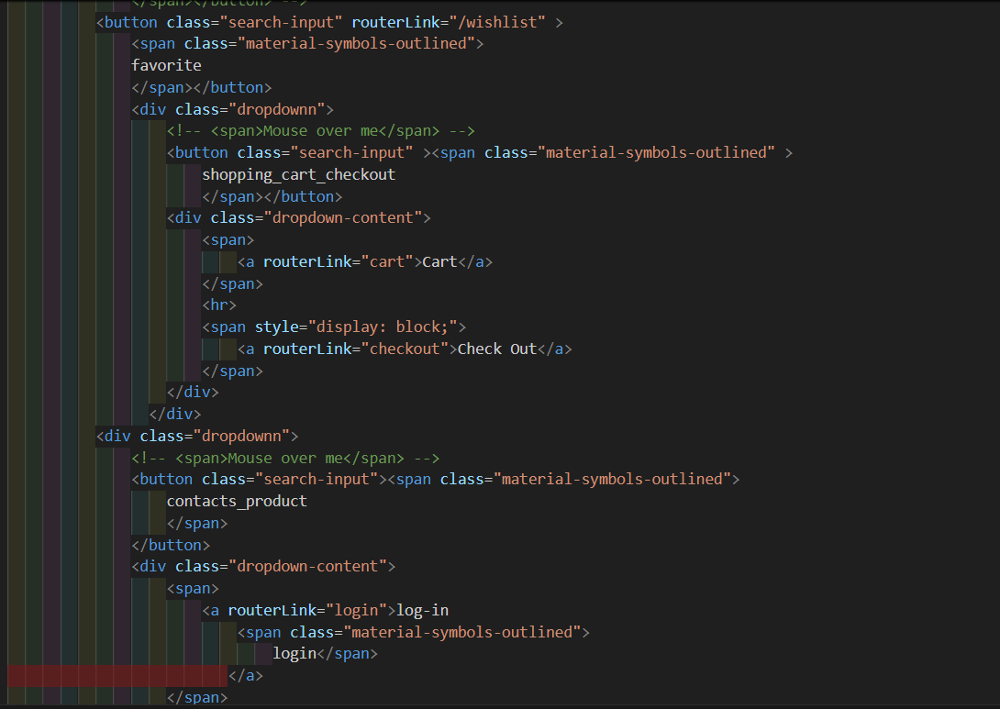 </span></button> -->
<button class="search-input" routerLink="/wishlist" >
<span class="material-symbols-outlined">
favorite
</span></button>
<div class="dropdownn">
<!-- <span>Mouse over me</span> -->
<button class="search-input" ><span class="material-symbols-outlined" >
shopping_cart_checkout
</span></button>
<div class="dropdown-content">
<span>
<a routerLink="cart">Cart</a>
</span>
<hr>
<span style="display: block;">
<a routerLink="checkout">Check Out</a>
</span>
</div>
</div>
<div class="dropdownn">
<!-- <span>Mouse over me</span> -->
<button class="search-input"><span class="material-symbols-outlined">
contacts_product
</span>
</button>
<div class="dropdown-content">
<span>
<a routerLink="login">log-in
<span class="material-symbols-outlined">
login</span>
</a>
</span>